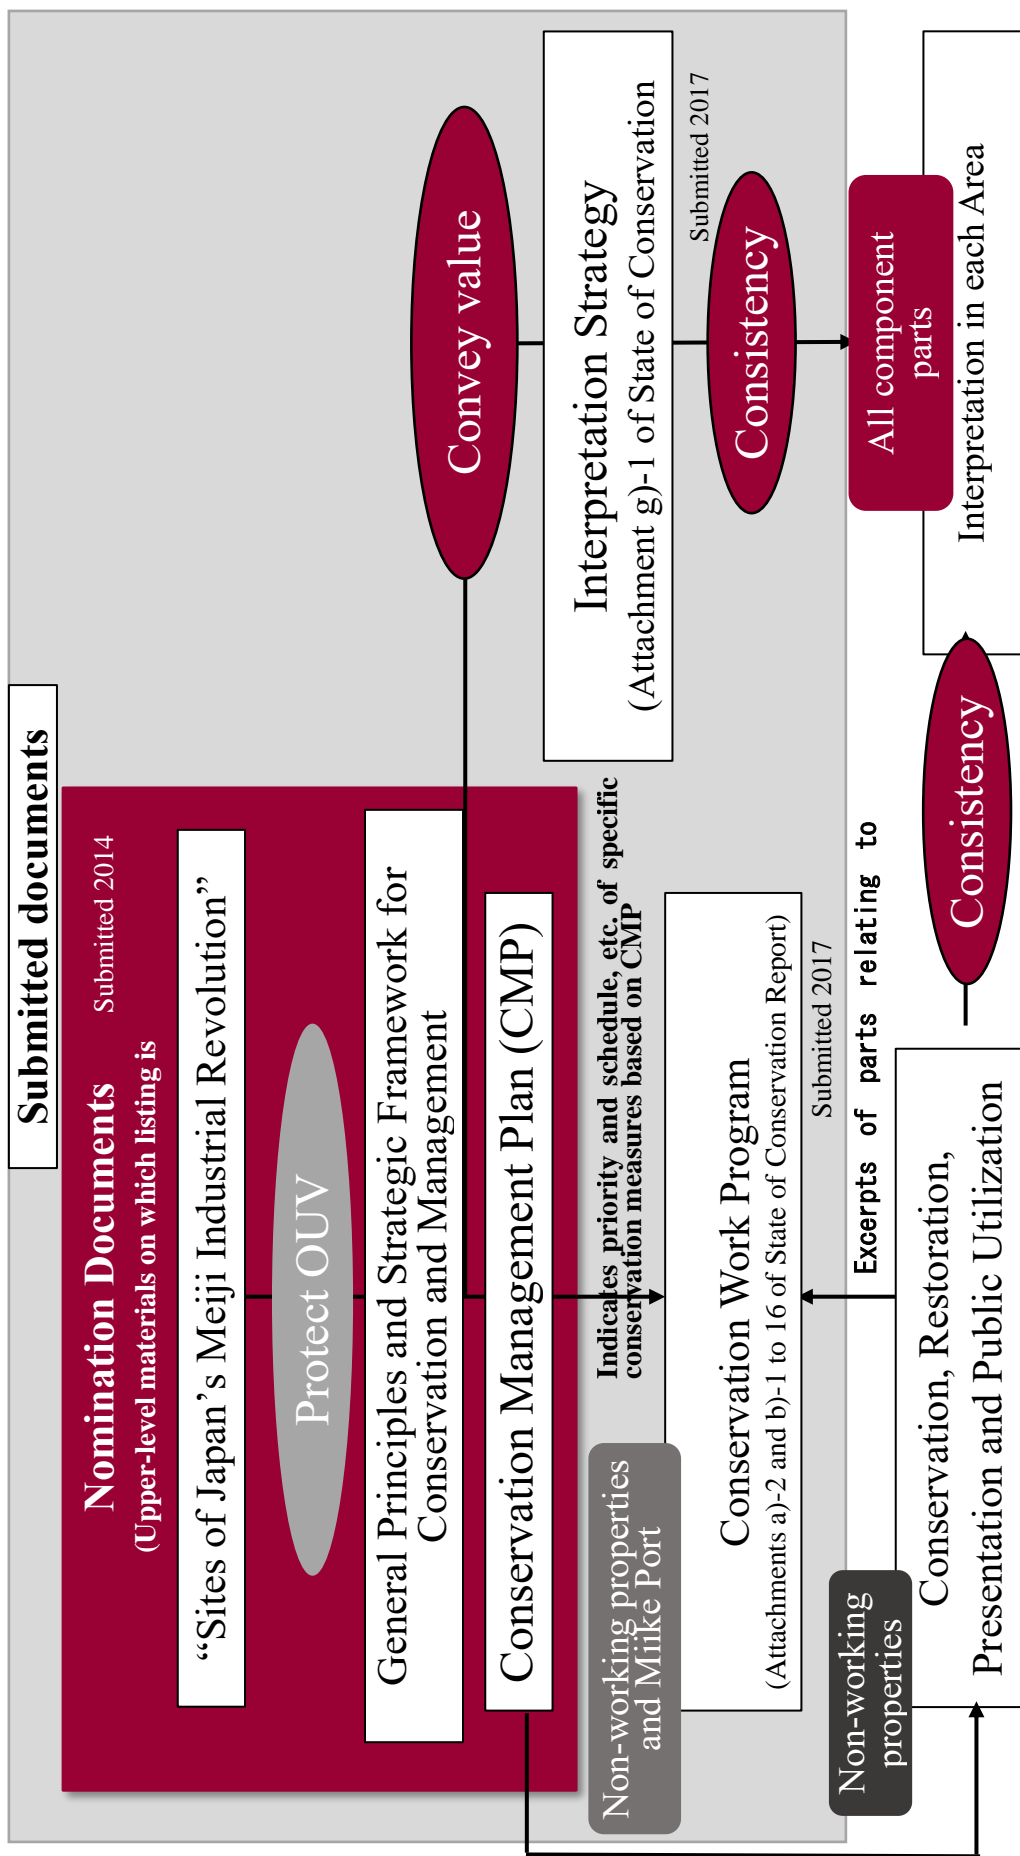 Submitted documents
Nomination Documents
Submitted 2014
(Upper-level materials on which listing is
“Sites of Japan’s Meiji Industrial Revolution”
Protect OUV
General Principles and Strategic Framework for
Conservation and Management
Conservation Management Plan (CMP)
Convey value
Interpretation Strategy
(Attachment g)-1 of State of Conservation
Submitted 2017
Consistency
Indicates priority and schedule, etc. of specific
conservation measures based on CMP
Non-working properties
and Miike Port
Conservation Work Program
(Attachments a)-2 and b)-1 to 16 of State of Conservation Report)
Submitted 2017
Excerpts of parts relating to
Non-working
properties
Conservation, Restoration,
Presentation and Public Utilization
Consistency
All component
parts
Interpretation in each Area